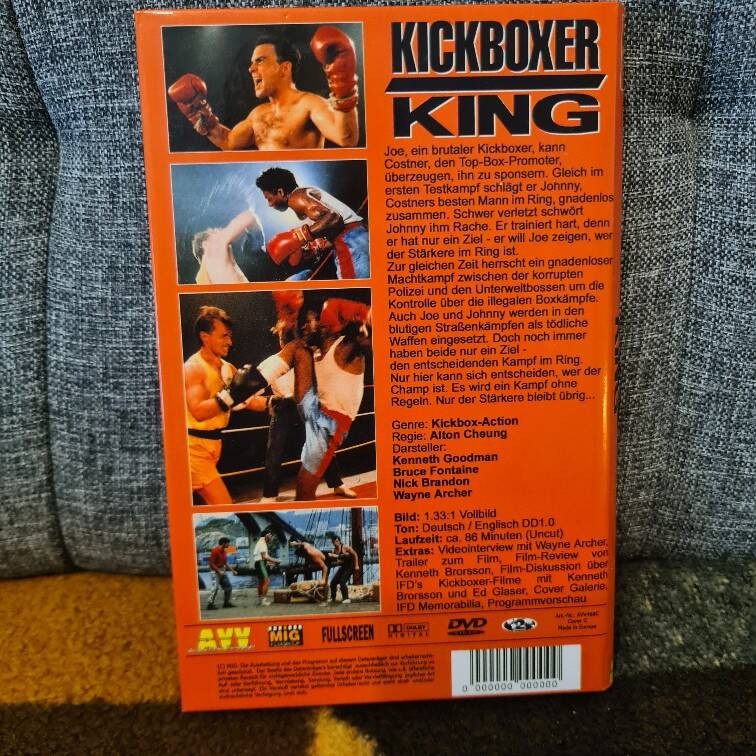 KICKBOXER
KING
Joe, ein brutaler Kickboxer, kann
Costner, den Top-Box-Promoter,
überzeugen, ihn zu sponsern. Gleich im
ersten Testkampf schlägt er Johnny,
Costners besten Mann im Ring, gnadenlos
zusammen. Schwer verletzt schwört
Johnny ihm Rache. Er trainiert hart, denn
er hat nur ein Ziel - er will Joe zeigen, wer
der Stärkere im Ring ist.
Zur gleichen Zeit herrscht ein gnadenloser
Machtkampf zwischen der korrupten
Polizei und den Unterweltbossen um die
Kontrolle über die illegalen Boxkämpfe.
Auch Joe und Johnny werden in den
blutigen Straßenkämpfen als tödliche
Waffen eingesetzt. Doch noch immer
haben beide nur ein Ziel -
den entscheidenden Kampf im Ring.
Nur hier kann sich entscheiden, wer der
Champ ist. Es wird ein Kampf ohne
Regeln. Nur der Stärkere bleibt übrig...
Genre: Kickbox-Action
Regie: Alton Cheung
Darsteller:
Kenneth Goodman
Bruce Fontaine
Nick Brandon
Wayne Archer
Bild: 1.33:1 Vollbild
Ton: Deutsch / Englisch DD1.0
Laufzeit: ca. 86 Minuten (Uncut)
Extras: Videointerview mit Wayne Archer,
Trailer zum Film, Film-Review von
Kenneth Brorsson, Film-Diskussion über
IFD's Kickboxer-Filme mit Kenneth
Brorsson und Ed Glaser, Cover Galerie,
IFD Memorabilia, Programmvorschau
Cover C
Made in Europe
AVV
MIG
FULLSCREEN
DOLBY
DIGITAL
DVD
VIDEO
2
0 000000 000000